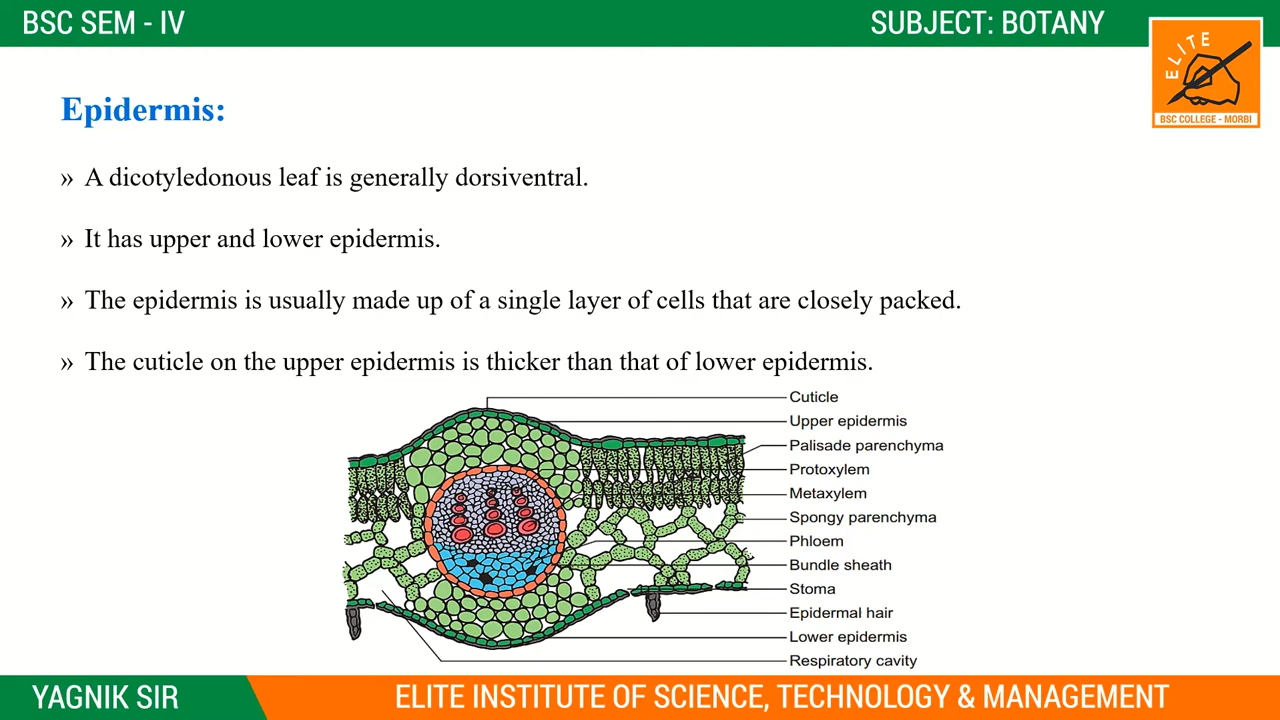 BSC SEM - IV
SUBJECT: BOTANY
ELITE
BSC COLLEGE - MORBI
Epidermis:
» A dicotyledonous leaf is generally dorsiventral.
» It has upper and lower epidermis.
» The epidermis is usually made up of a single layer of cells that are closely packed.
» The cuticle on the upper epidermis is thicker than that of lower epidermis.
Cuticle
Upper epidermis
Palisade parenchyma
Protoxylem
Metaxylem
Spongy parenchyma
Phloem
Bundle sheath
Stoma
Epidermal hair
Lower epidermis
Respiratory cavity
YAGNIK SIR
ELITE INSTITUTE OF SCIENCE, TECHNOLOGY & MANAGEMENT